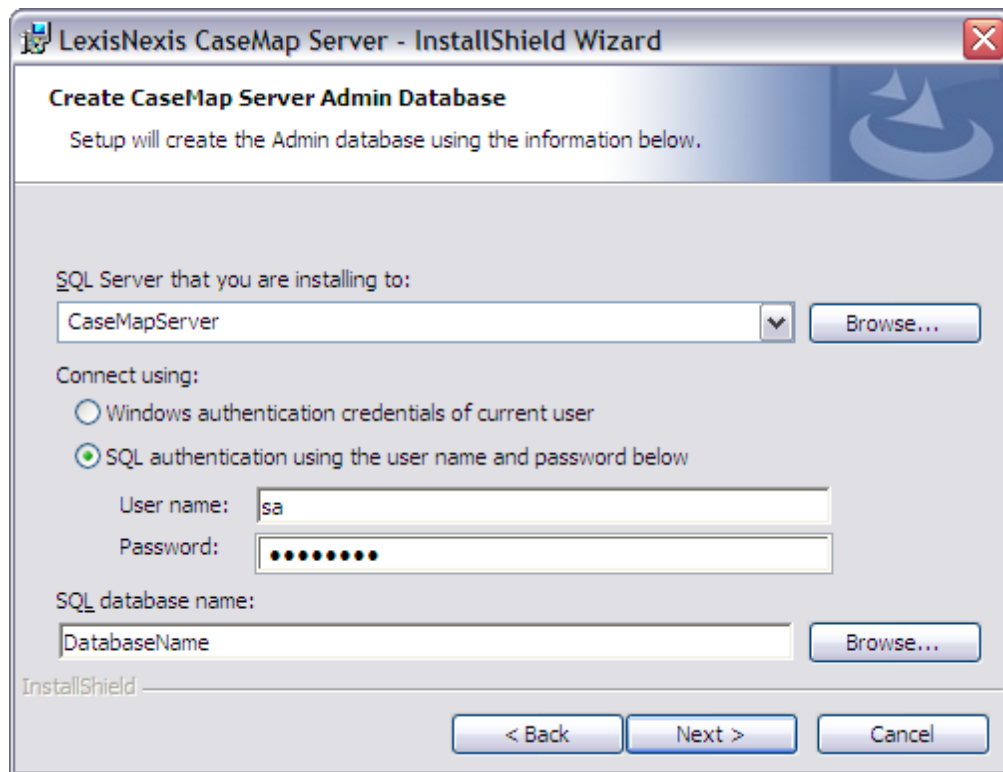 LexisNexis CaseMap Server - InstallShield Wizard
Create CaseMap Server Admin Database
Setup will create the Admin database using the information below.
SQL Server that you are installing to:
CaseMapServer
Browse...
Connect using:
Windows authentication credentials of current user
SQL authentication using the user name and password below
User name: sa
Password: ●●●●●●●●
SQL database name:
DatabaseName
Browse...
InstallShield
< Back
Next >
Cancel